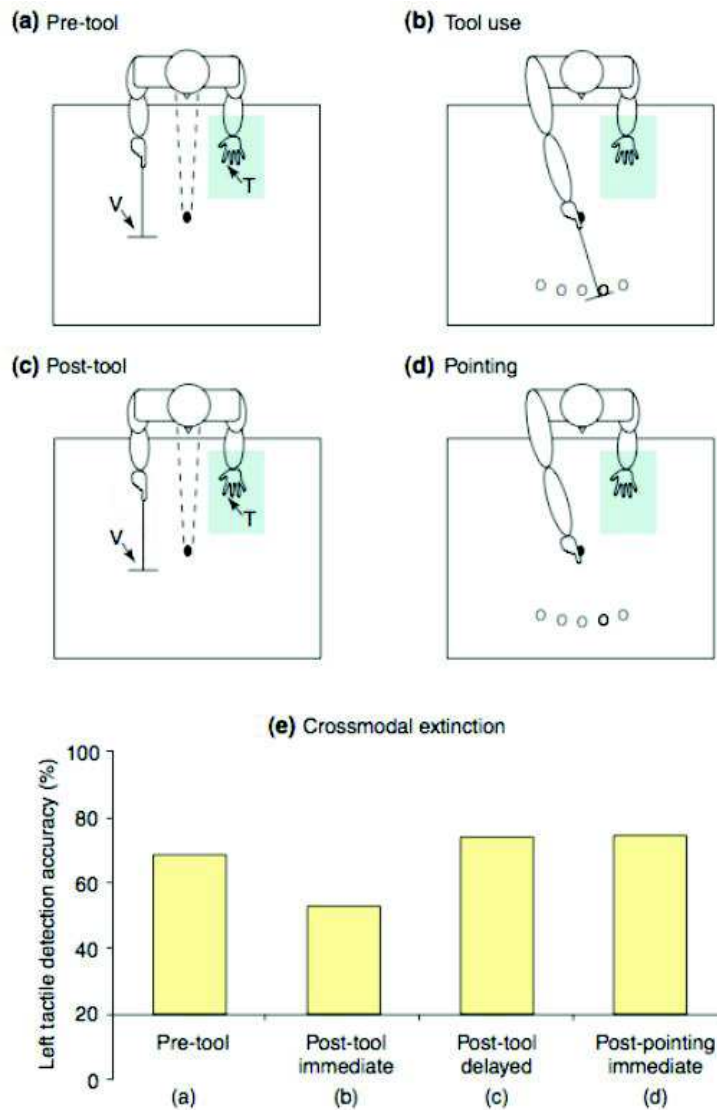 (a) Pre-tool
(b) Tool use
V
T
(c) Post-tool
(d) Pointing
V
T
(e) Crossmodal extinction
Left tactile detection accuracy (%)
100
80
60
40
20
0
Pre-tool
Post-tool
immediate
Post-tool
delayed
Post-pointing
immediate
(a)
(b)
(c)
(d)